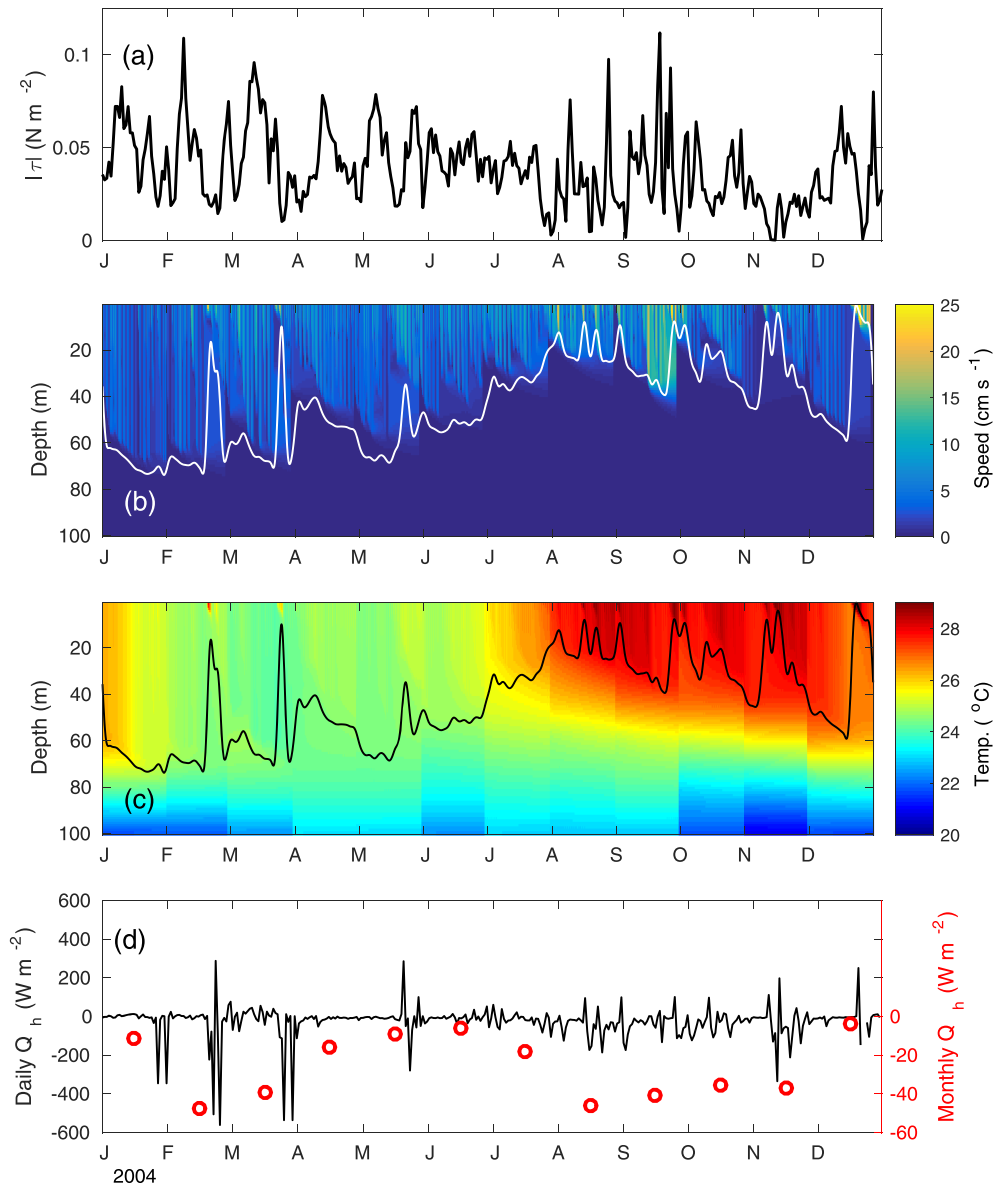 (a)
|τ| (N m -2)
0.1
0.05
0
J F M A M J J A S O N D
(b)
Depth (m)
20
40
60
80
100
J F M A M J J A S O N D
25
20
15
10
5
0
Speed (cm s -1)
(c)
Depth (m)
20
40
60
80
100
J F M A M J J A S O N D
28
26
24
22
20
Temp. ( oC)
(d)
Daily Q h (W m -2)
600
400
200
0
-200
-400
-600
0
-20
-40
-60
Monthly Q h (W m -2)
J F M A M J J A S O N D
2004